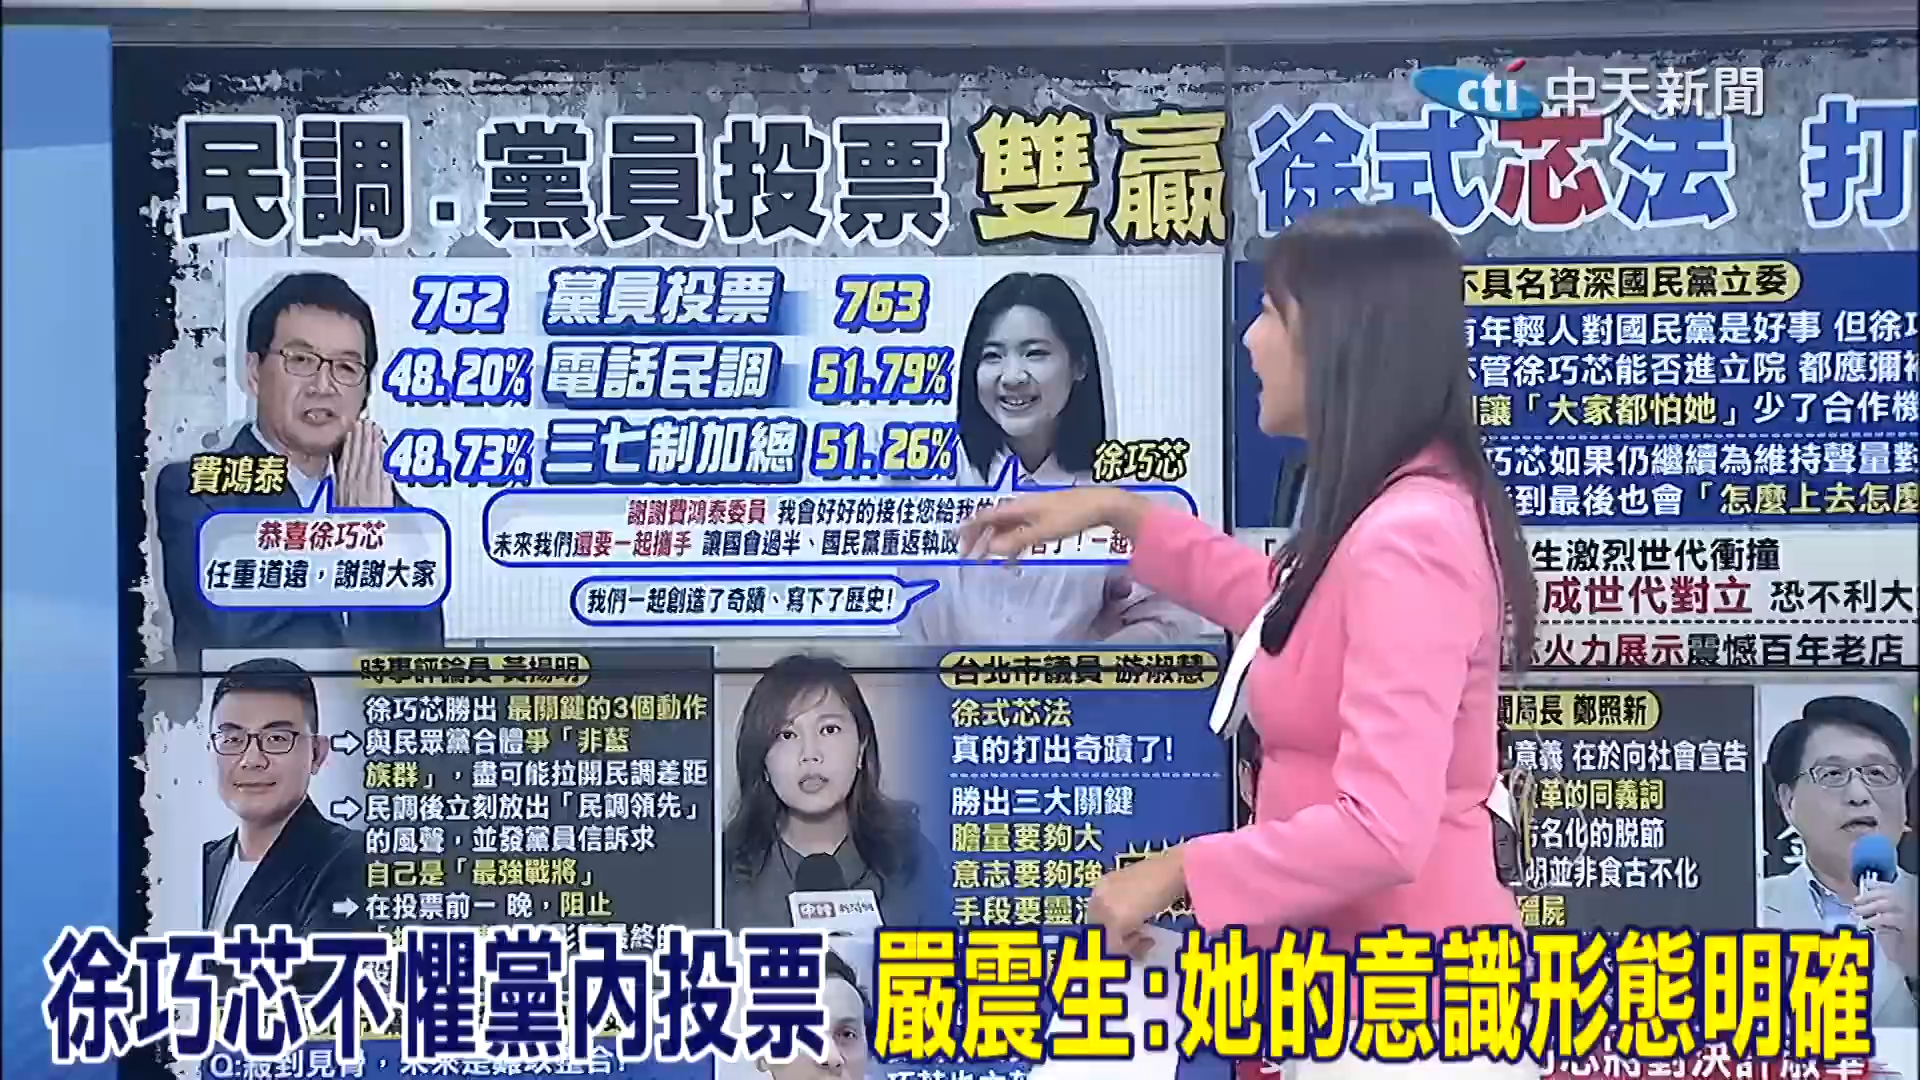 cti 中天新聞
民調.黨員投票 雙贏
徐式芯法 打
762 黨員投票 763
48.20% 電話民調 51.79%
48.73% 三七制加總 51.26%
費鴻泰
徐巧芯
恭喜徐巧芯
任重道遠，謝謝大家
謝謝費鴻泰委員 我會好好的接住您給我的
未來我們還要一起攜手 讓國會過半、國民黨重返執政
我們一起創造了奇蹟、寫下了歷史!
不具名資深國民黨立委
有年輕人對國民黨是好事 但徐巧
不管徐巧芯能否進立院 都應彌補
讓「大家都怕她」少了合作機
巧芯如果仍繼續為維持聲量對
到最後也會「怎麼上去怎麼
生激烈世代衝撞
成世代對立 恐不利大
火力展示震撼百年老店
時事評論員 黃揚明
徐巧芯勝出 最關鍵的3個動作
⇨與民眾黨合體爭「非藍
族群」，盡可能拉開民調差距
⇨民調後立刻放出「民調領先」
的風聲，並發黨員信訴求
自己是「最強戰將」
⇨在投票前一晚，阻止
台北市議員 游淑慧
徐式芯法
真的打出奇蹟了!
勝出三大關鍵
膽量要夠大
意志要夠強
手段要靈活
聞局長 鄭照新
意義 在於向社會宣告
改革的同義詞
污名化的脫節
明並非食古不化
殭屍
徐巧芯不懼黨內投票 嚴震生:她的意識形態明確